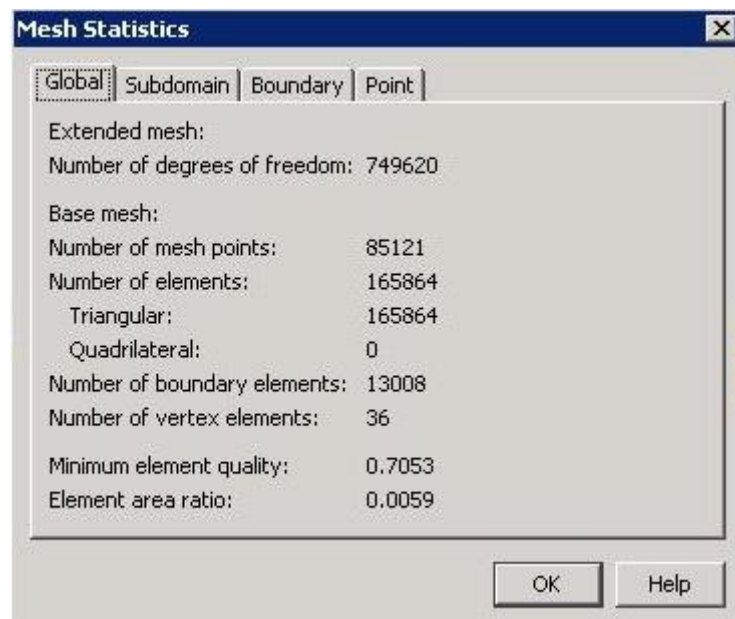 Mesh Statistics
Global Subdomain Boundary Point
Extended mesh:
Number of degrees of freedom: 749620
Base mesh:
Number of mesh points: 85121
Number of elements: 165864
Triangular: 165864
Quadrilateral: 0
Number of boundary elements: 13008
Number of vertex elements: 36
Minimum element quality: 0.7053
Element area ratio: 0.0059
OK Help